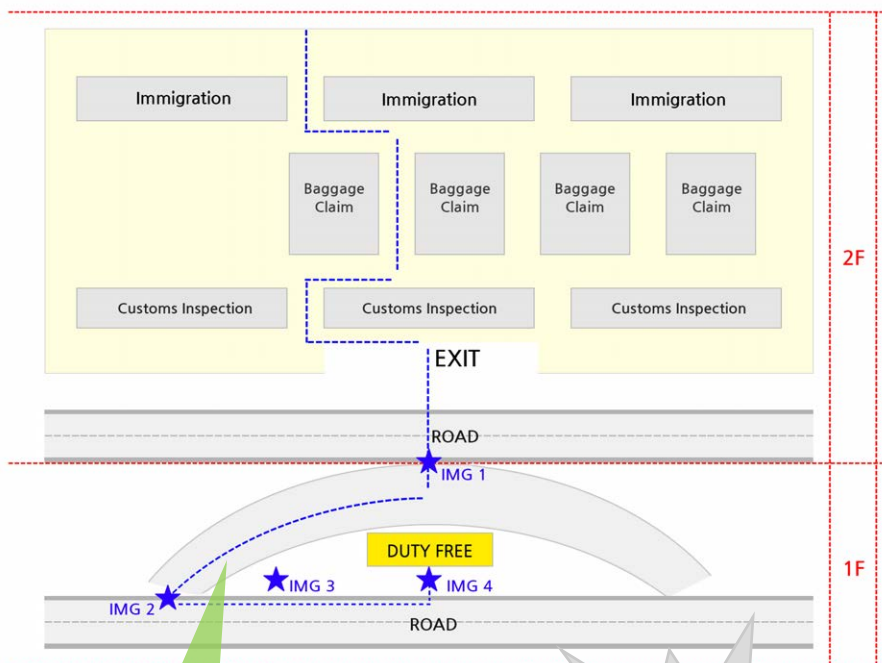 Immigration
Immigration
Immigration
Baggage
Claim
Baggage
Claim
Baggage
Claim
Baggage
Claim
2F
Customs Inspection
Customs Inspection
Customs Inspection
EXIT
ROAD
IMG 1
DUTY FREE
1F
IMG 3
IMG 4
IMG 2
ROAD